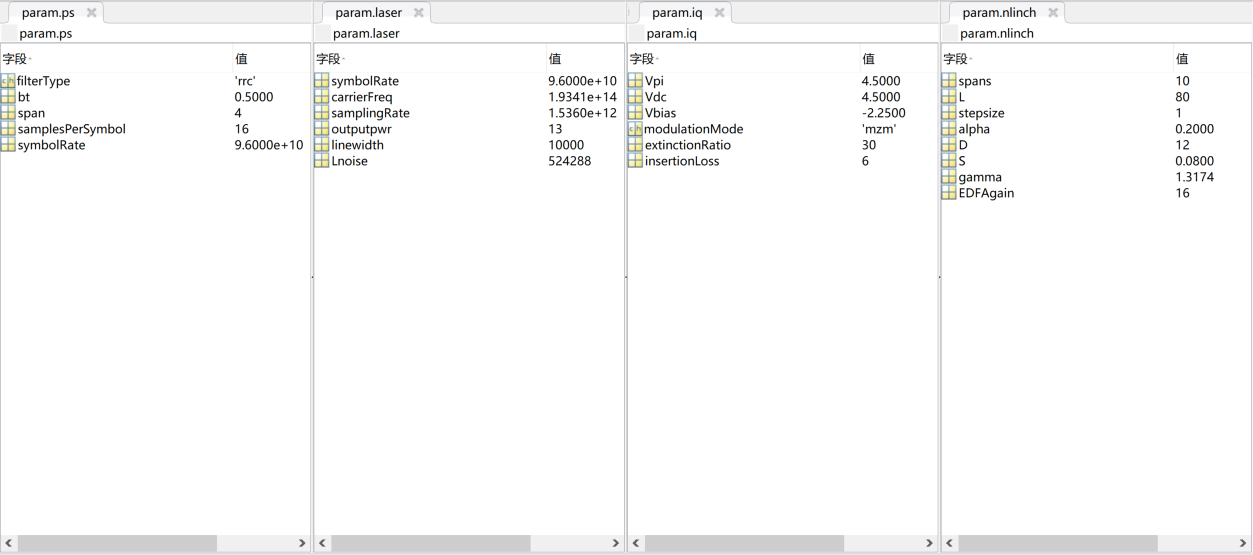 param.ps
param.ps
字段 值
filterType 'rrc'
bt 0.5000
span 4
samplesPerSymbol 16
symbolRate 9.6000e+10
param.laser
param.laser
字段 值
symbolRate 9.6000e+10
carrierFreq 1.9341e+14
samplingRate 1.5360e+12
outputpwr 13
linewidth 10000
Lnoise 524288
param.iq
param.iq
字段 值
Vpi 4.5000
Vdc 4.5000
Vbias -2.2500
modulationMode 'mzm'
extinctionRatio 30
insertionLoss 6
param.nlinch
param.nlinch
字段 值
spans 10
L 80
stepsize 1
alpha 0.2000
D 12
S 0.0800
gamma 1.3174
EDFAgain 16